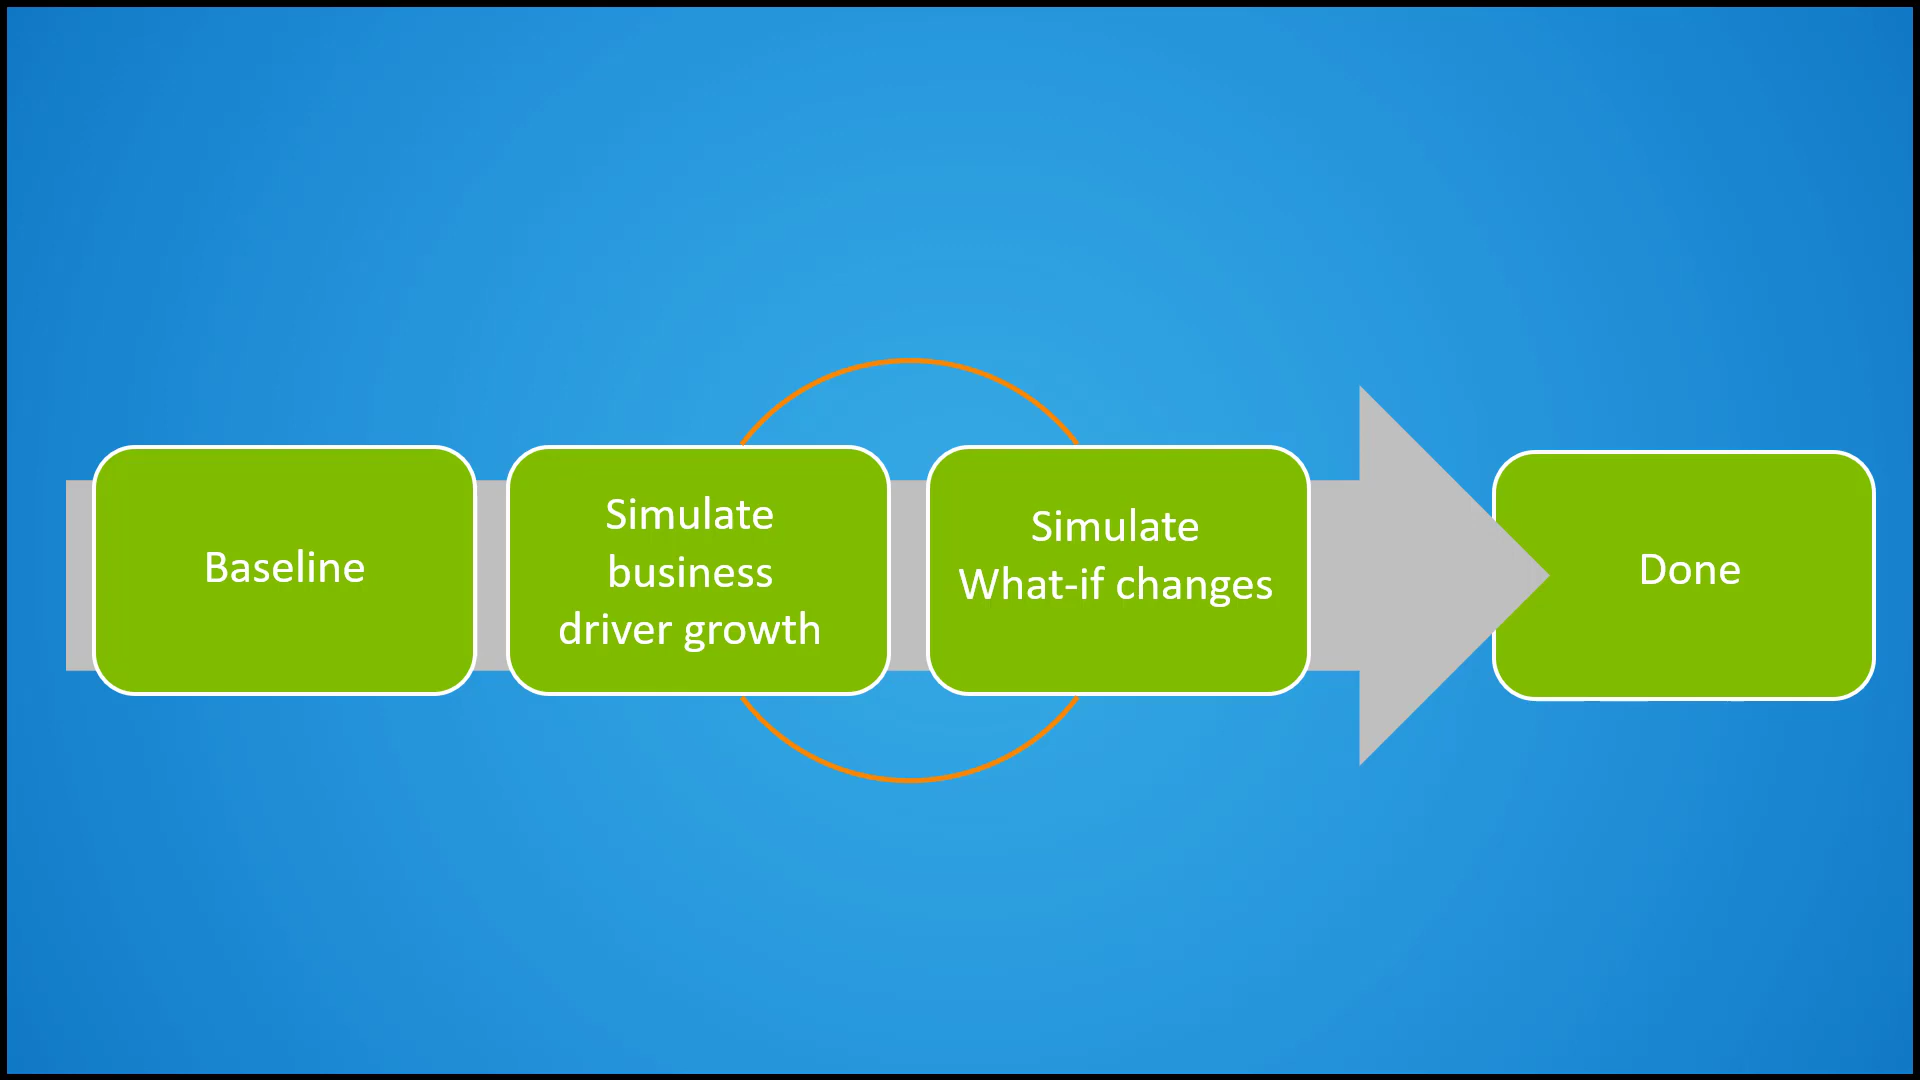 Baseline
Simulate
business
driver growth
Simulate
What-if changes
Done